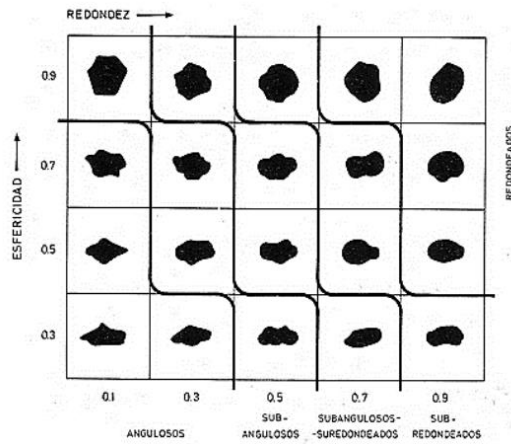 REDONDEZ
0.9
0.7
0.5
0.3
ESFERICIDAD
REDONDEADOS
0.1 0.3 0.5 0.7 0.9
ANGULOSOS SUB- SUBANGULOSOS- SUB-
ANGULOSOS -SUREDONDEADOS REDONDEADOS